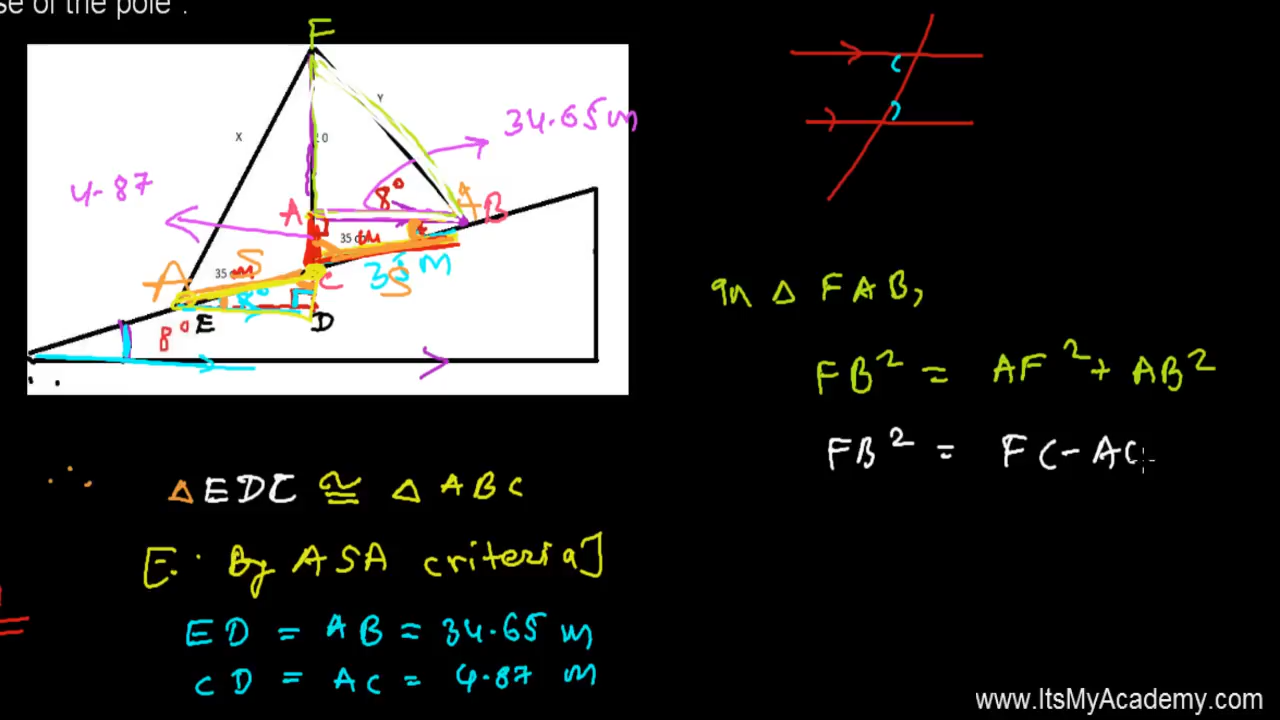 se of the pole .
F
Y
X
20
34.65 m
4-87
8°
A
B
35 cm
m
35 m
S
35
m
S
C
A
8°
E
D
8°
In Δ FAB,
FB² = AF² + AB²
FB² = FC - AC
∴ Δ EDC ≅ Δ ABC
[∵ By ASA criteria]
ED = AB = 34.65 m
CD = AC = 4.87 m
www.ItsMyAcademy.com